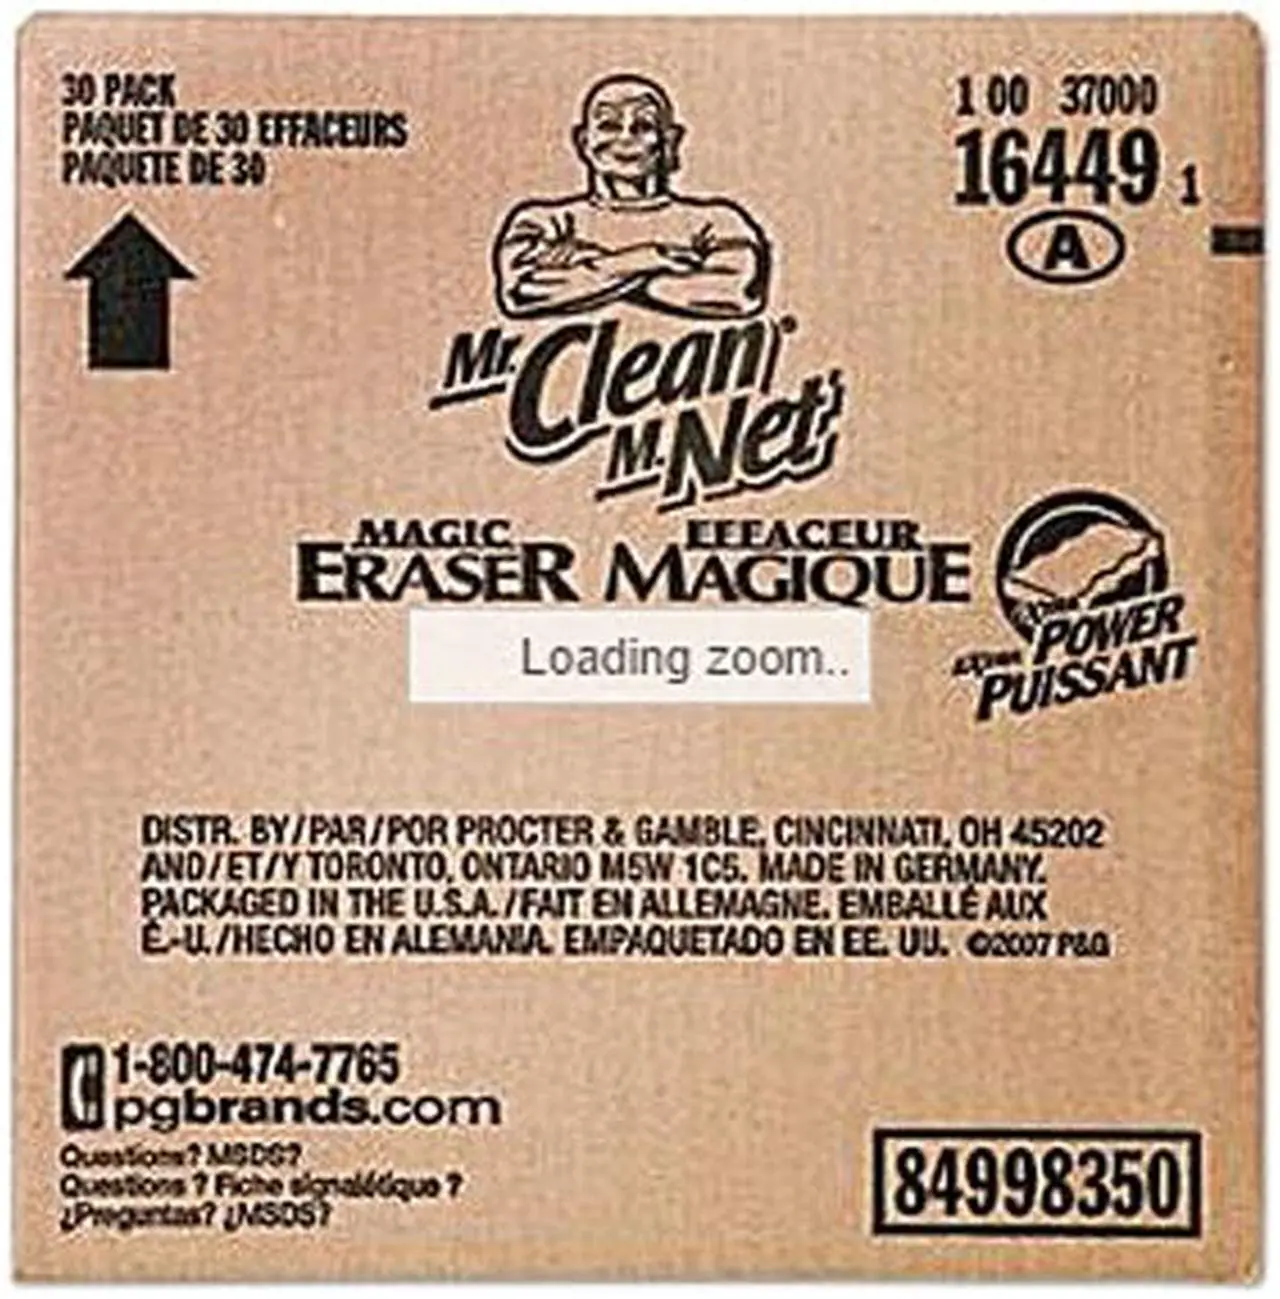 30 PACK
PAQUET DE 30 EFFACEURS
PAQUETE DE 30
1 00 37000
16449 1
A
Mr. Clean
M. Net
MAGIC
ERASER
EFFACEUR
MAGIQUE
EXTRA
POWER
EXTRA
PUISSANT
Loading zoom..
DISTR. BY/PAR/POR PROCTER & GAMBLE, CINCINNATI, OH 45202
AND/ET/Y TORONTO, ONTARIO M5W 1C5. MADE IN GERMANY.
PACKAGED IN THE U.S.A./FAIT EN ALLEMAGNE. EMBALLÉ AUX
É.-U./HECHO EN ALEMANIA. EMPAQUETADO EN EE. UU. ©2007 P&G
1-800-474-7765
pgbrands.com
Questions? MSDS?
Questions ? Fiche signalétique ?
¿Preguntas? ¿MSDS?
84998350